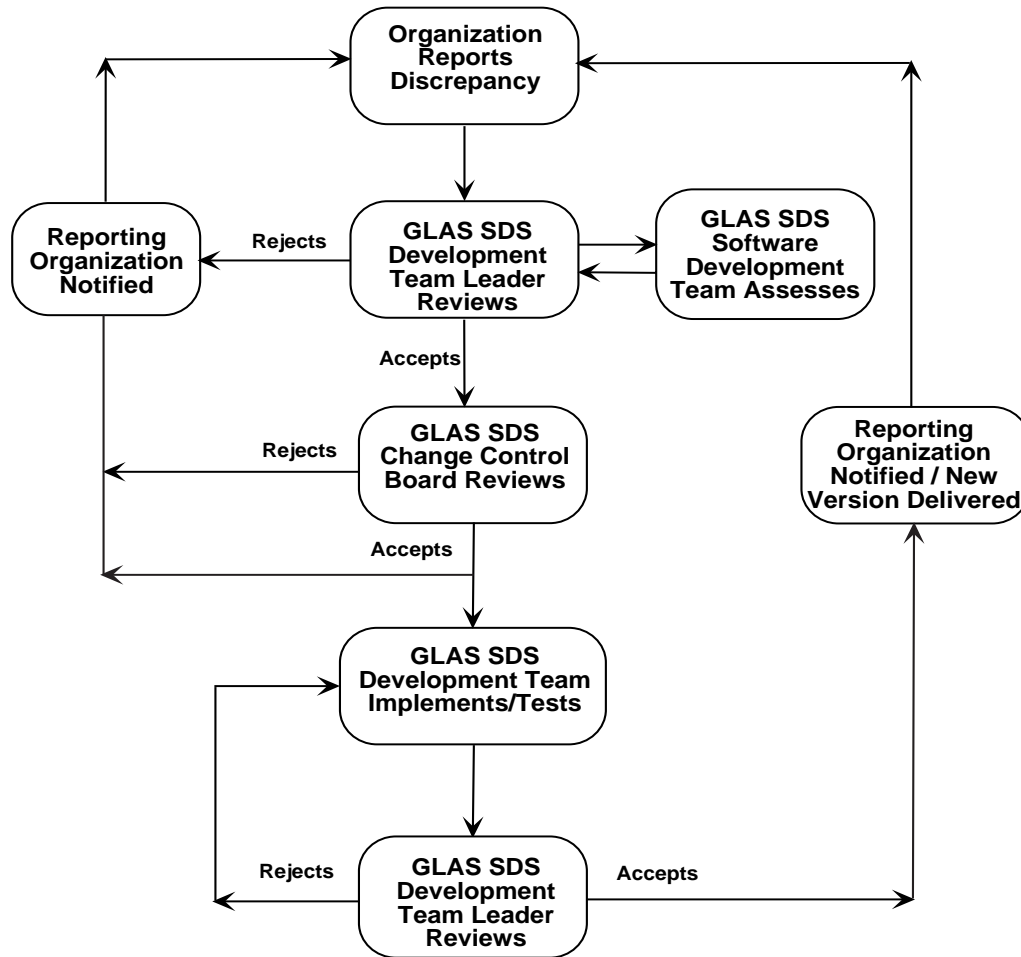 Organization
Reports
Discrepancy
Reporting
Organization
Notified
Rejects
GLAS SDS
Development
Team Leader
Reviews
GLAS SDS
Software
Development
Team Assesses
Accepts
Rejects
GLAS SDS
Change Control
Board Reviews
Reporting
Organization
Notified / New
Version Delivered
Accepts
GLAS SDS
Development Team
Implements/Tests
Rejects
GLAS SDS
Development
Team Leader
Reviews
Accepts